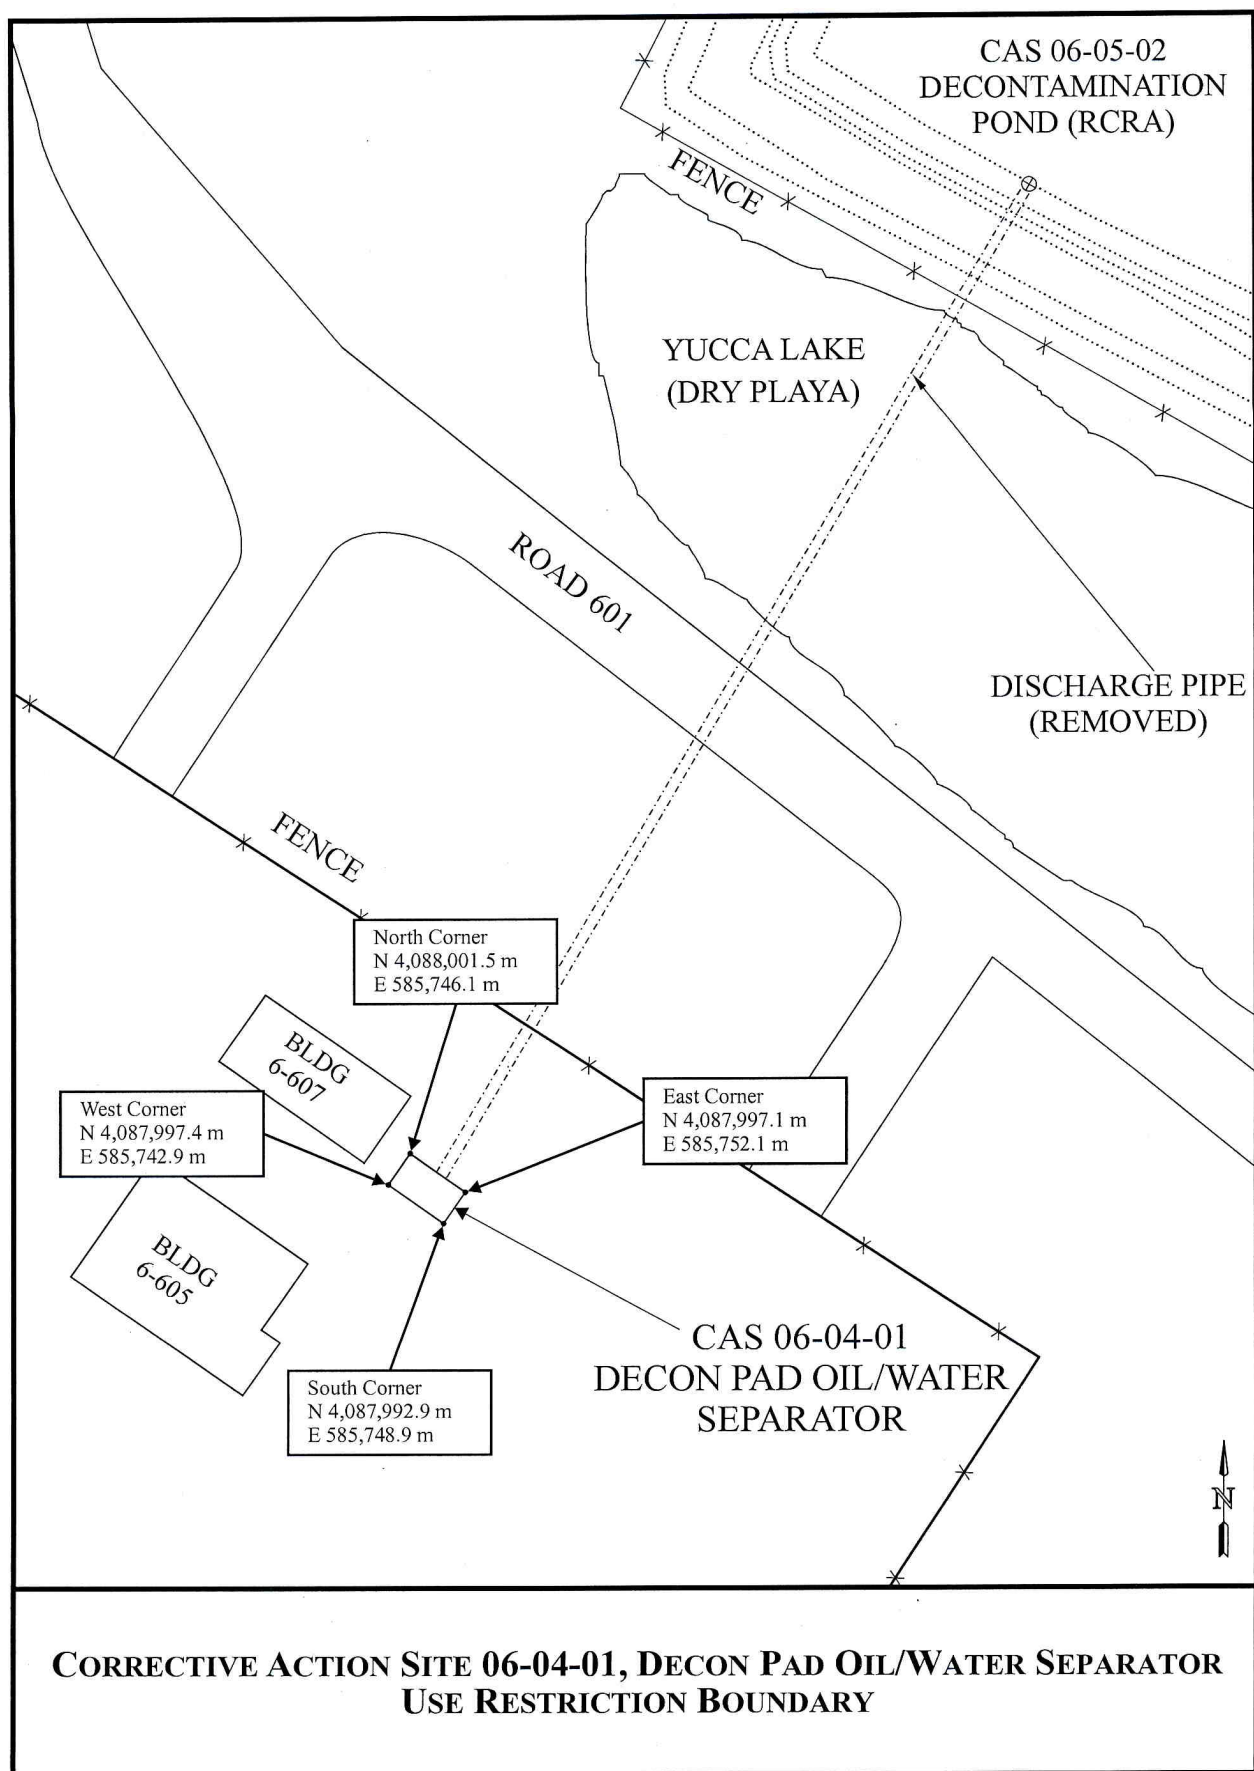 CAS 06-05-02
DECONTAMINATION
POND (RCRA)
FENCE
YUCCA LAKE
(DRY PLAYA)
ROAD 601
DISCHARGE PIPE
(REMOVED)
FENCE
North Corner
N 4,088,001.5 m
E 585,746.1 m
BLDG
6-607
West Corner
N 4,087,997.4 m
E 585,742.9 m
East Corner
N 4,087,997.1 m
E 585,752.1 m
BLDG
6-605
CAS 06-04-01
DECON PAD OIL/WATER
SEPARATOR
South Corner
N 4,087,992.9 m
E 585,748.9 m
N
CORRECTIVE ACTION SITE 06-04-01, DECON PAD OIL/WATER SEPARATOR
USE RESTRICTION BOUNDARY